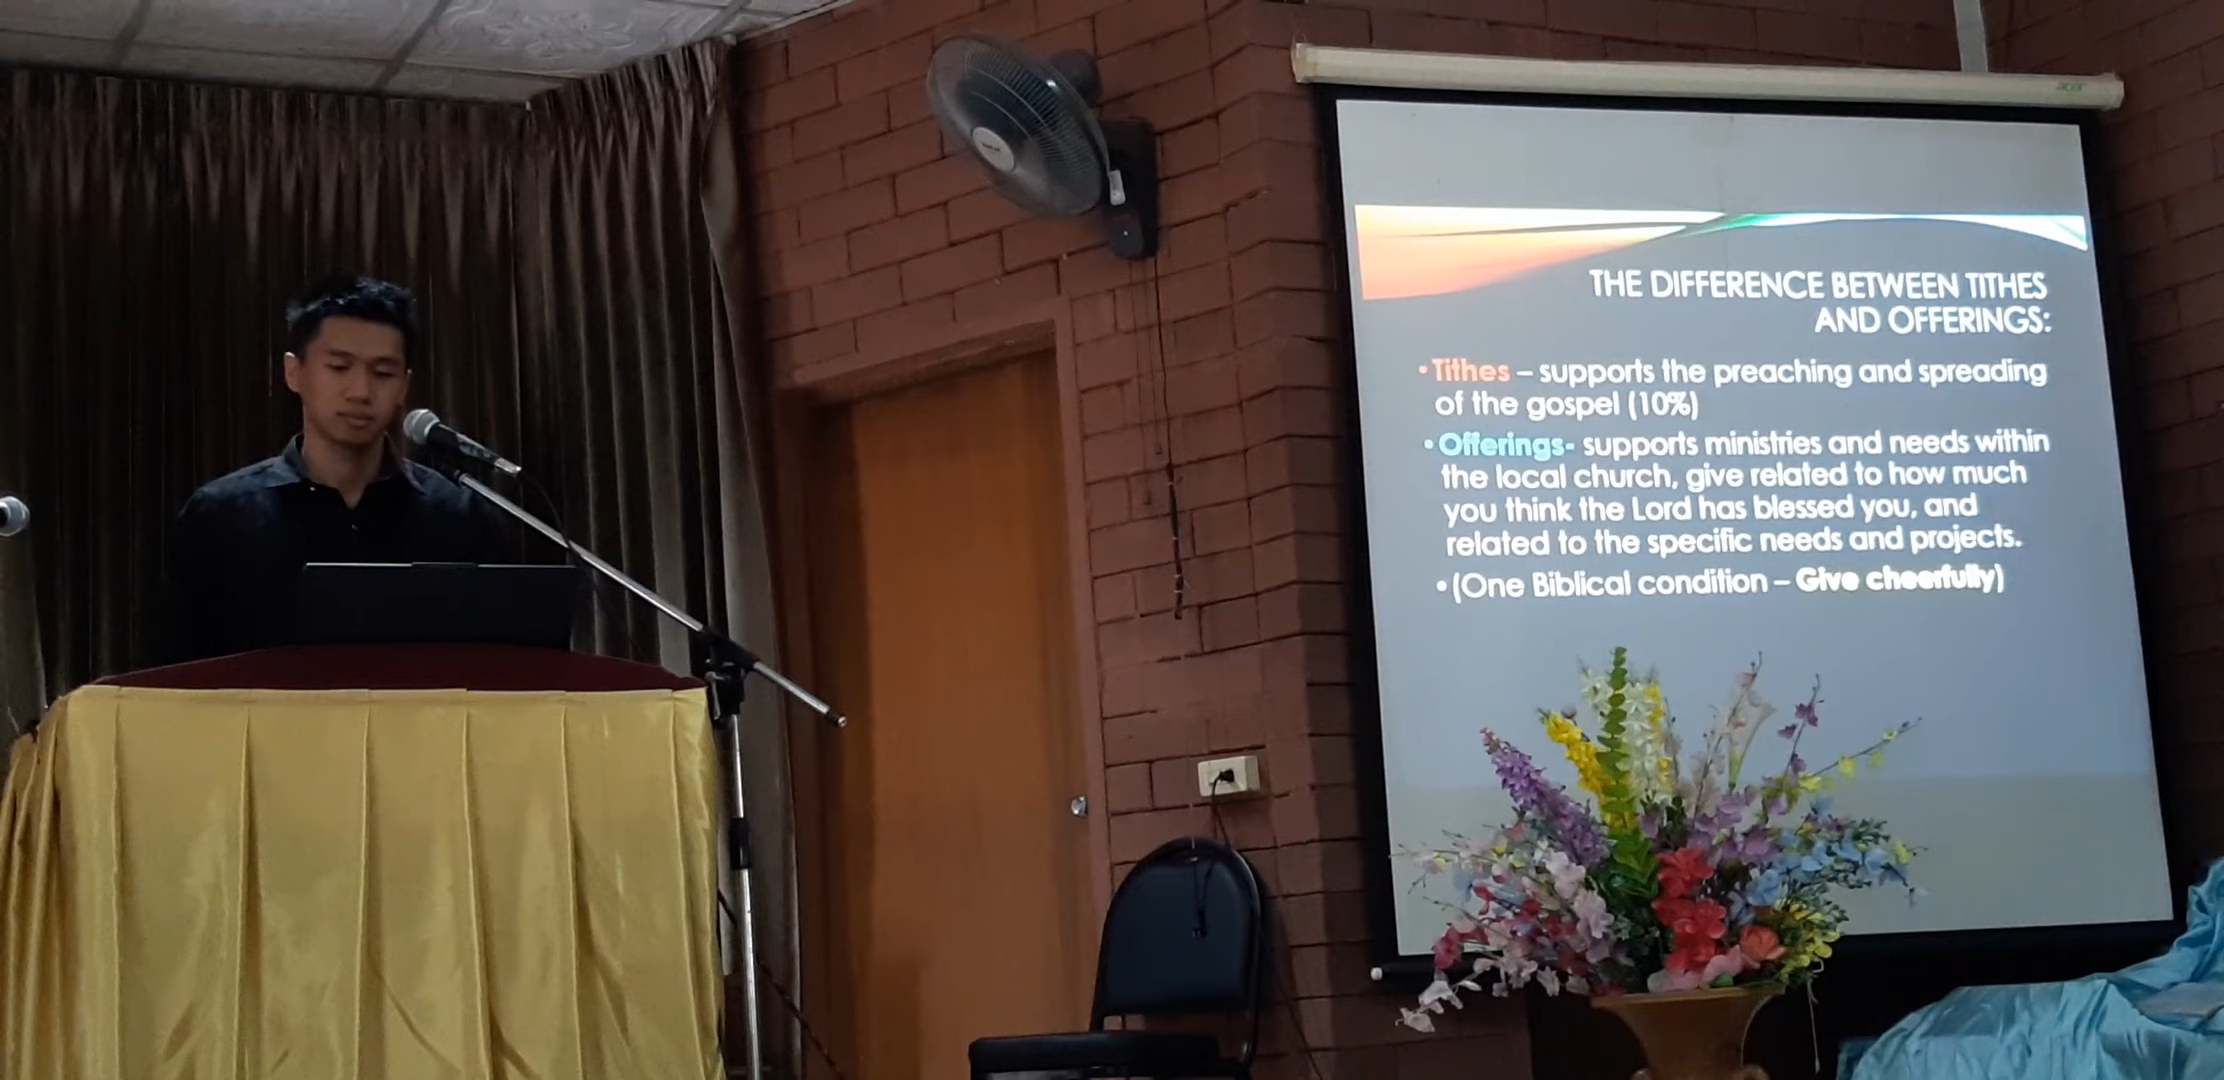 acer
THE DIFFERENCE BETWEEN TITHES
AND OFFERINGS:
•Tithes – supports the preaching and spreading
of the gospel (10%)
•Offerings- supports ministries and needs within
the local church, give related to how much
you think the Lord has blessed you, and
related to the specific needs and projects.
•(One Biblical condition – Give cheerfully)